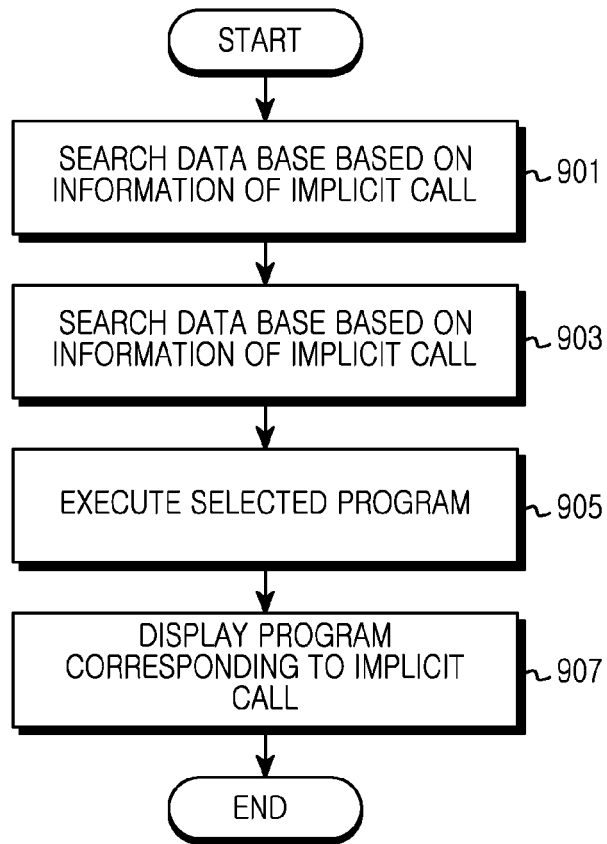 START
SEARCH DATA BASE BASED ON
INFORMATION OF IMPLICIT CALL
901
SEARCH DATA BASE BASED ON
INFORMATION OF IMPLICIT CALL
903
EXECUTE SELECTED PROGRAM
905
DISPLAY PROGRAM
CORRESPONDING TO IMPLICIT
CALL
907
END